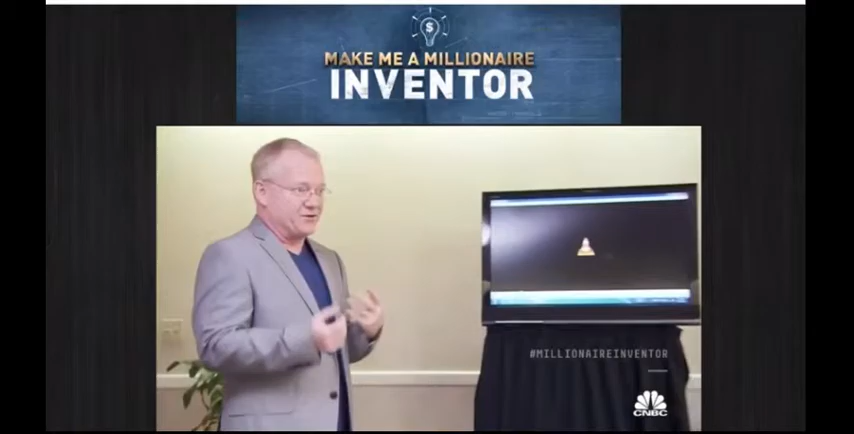 $
MAKE ME A MILLIONAIRE
INVENTOR
#MILLIONAIREINVENTOR
CNBC